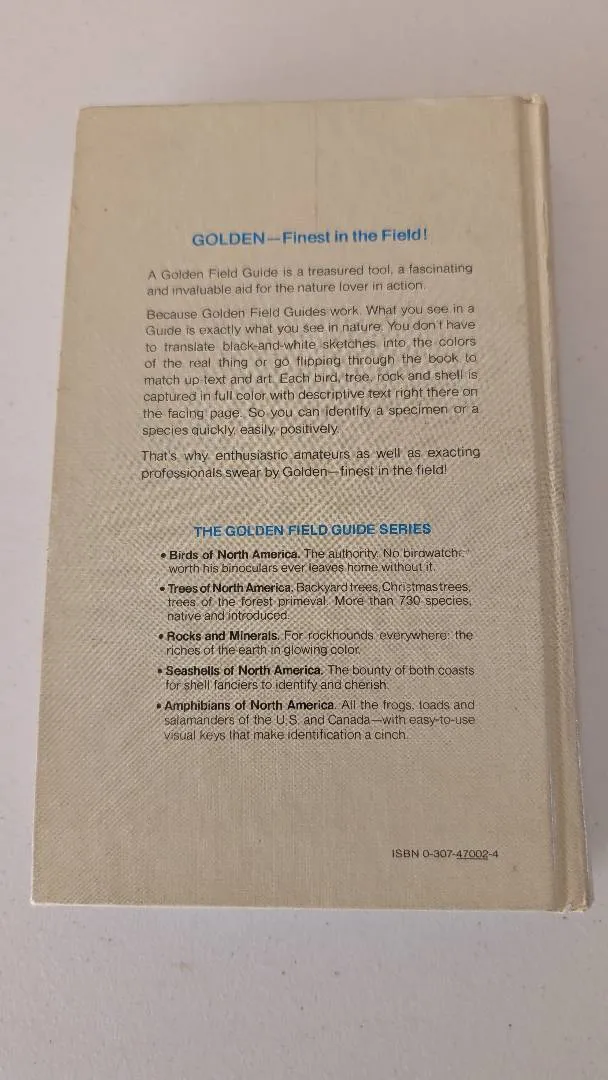 GOLDEN—Finest in the Field!
A Golden Field Guide is a treasured tool, a fascinating
and invaluable aid for the nature lover in action.
Because Golden Field Guides work. What you see in a
Guide is exactly what you see in nature. You don't have
to translate black-and-white sketches into the colors
of the real thing or go flipping through the book to
match up text and art. Each bird, tree, rock and shell is
captured in full color with descriptive text right there on
the facing page. So you can identify a specimen or a
species quickly, easily, positively.
That's why enthusiastic amateurs as well as exacting
professionals swear by Golden—finest in the field!
THE GOLDEN FIELD GUIDE SERIES
• Birds of North America. The authority. No birdwatcher
worth his binoculars ever leaves home without it.
• Trees of North America. Backyard trees, Christmas trees,
trees of the forest primeval. More than 730 species,
native and introduced.
• Rocks and Minerals. For rockhounds everywhere: the
riches of the earth in glowing color.
• Seashells of North America. The bounty of both coasts
for shell fanciers to identify and cherish.
• Amphibians of North America. All the frogs, toads and
salamanders of the U.S. and Canada—with easy-to-use
visual keys that make identification a cinch.
ISBN 0-307-47002-4